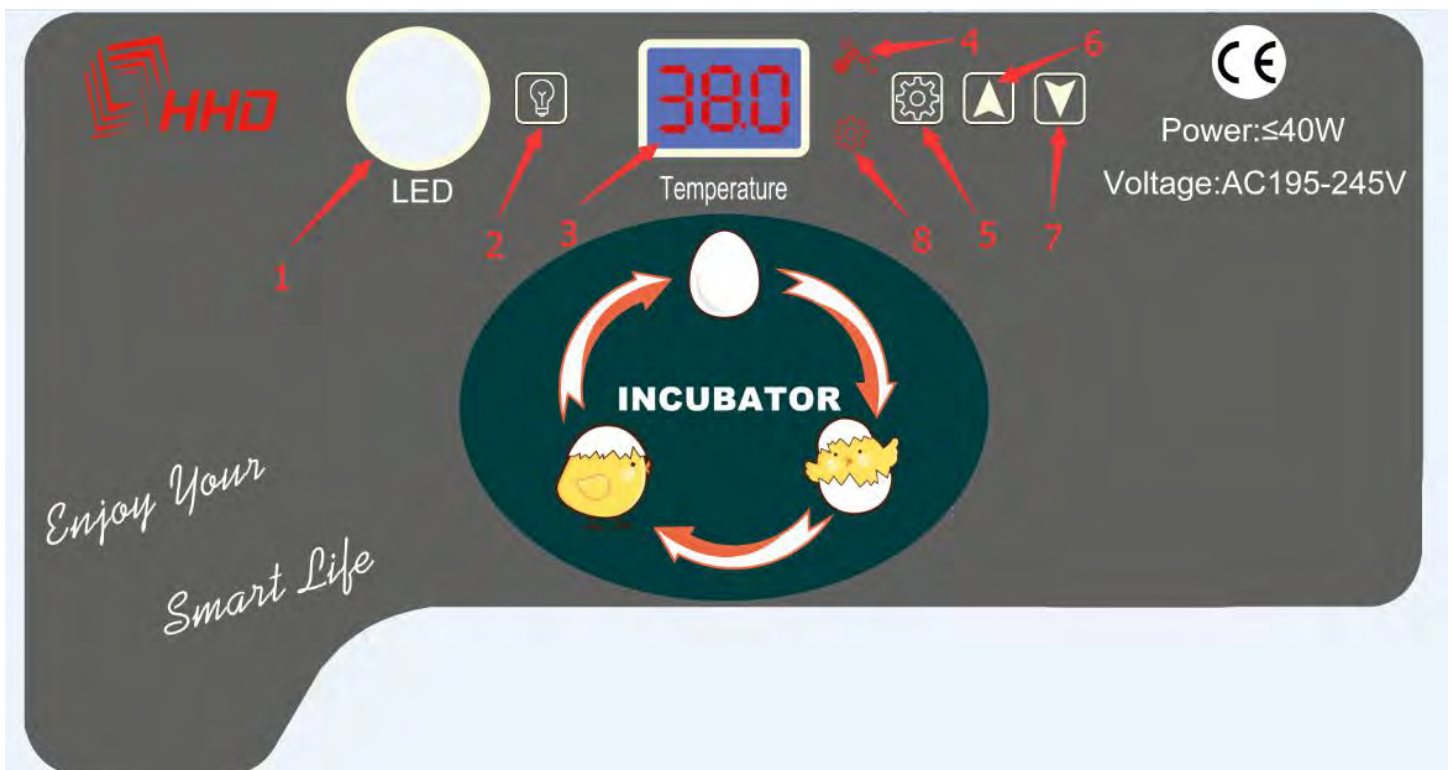 HHD
LED
38.0
Temperature
CE
Power:≤40W
Voltage:AC195-245V
1
2
3
4
5
6
7
8
INCUBATOR
Enjoy Your
Smart Life